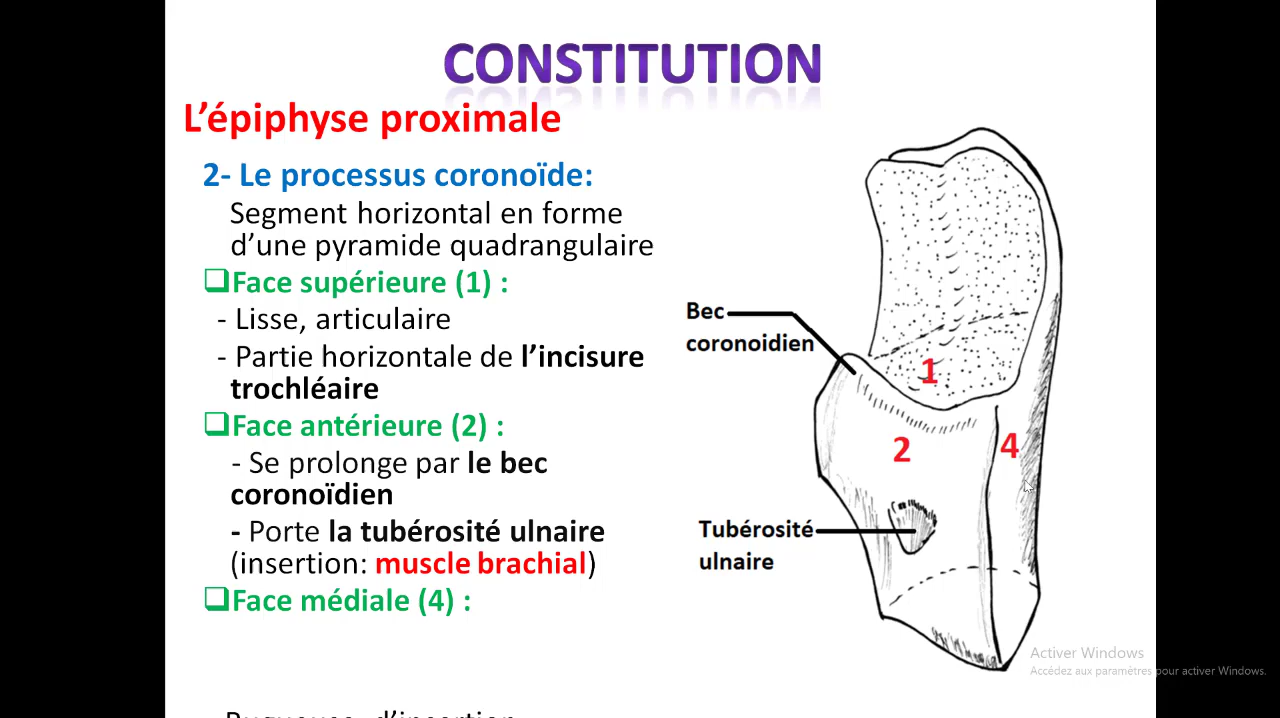 CONSTITUTION
L'épiphyse proximale
2- Le processus coronoïde:
Segment horizontal en forme
d'une pyramide quadrangulaire
Face supérieure (1) :
- Lisse, articulaire
- Partie horizontale de l'incisure
trochléaire
Face antérieure (2) :
- Se prolonge par le bec
coronoïdien
- Porte la tubérosité ulnaire
(insertion: muscle brachial)
Face médiale (4) :
d'insertion
Bec
coronoidien
1
2
4
Tubérosité
ulnaire
Activer Windows
Accédez aux paramètres pour activer Windows.